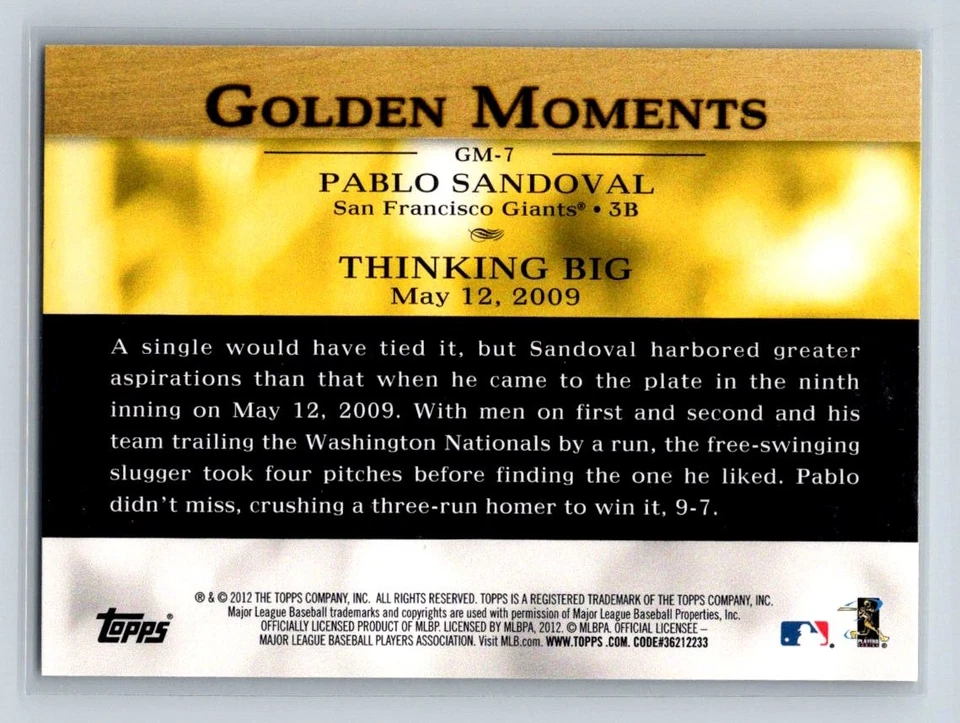 GOLDEN MOMENTS
GM-7
PABLO SANDOVAL
San Francisco Giants® • 3B
THINKING BIG
May 12, 2009
A single would have tied it, but Sandoval harbored greater
aspirations than that when he came to the plate in the ninth
inning on May 12, 2009. With men on first and second and his
team trailing the Washington Nationals by a run, the free-swinging
slugger took four pitches before finding the one he liked. Pablo
didn't miss, crushing a three-run homer to win it, 9-7.
® & © 2012 THE TOPPS COMPANY, INC. ALL RIGHTS RESERVED. TOPPS IS A REGISTERED TRADEMARK OF THE TOPPS COMPANY, INC.
Major League Baseball trademarks and copyrights are used with permission of Major League Baseball Properties, Inc.
OFFICIALLY LICENSED PRODUCT OF MLBP. LICENSED BY MLBPA, 2012. © MLBPA. OFFICIAL LICENSEE –
MAJOR LEAGUE BASEBALL PLAYERS ASSOCIATION. Visit MLB.com. WWW.TOPPS.COM. CODE#36212233
Topps®
PLAYERS